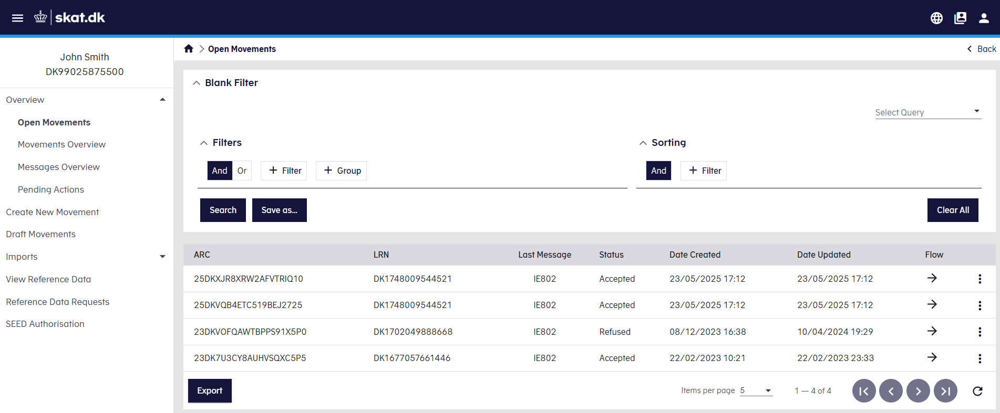 skat.dk
John Smith
DK99025875500
Overview
Open Movements
Movements Overview
Messages Overview
Pending Actions
Create New Movement
Draft Movements
Imports
View Reference Data
Reference Data Requests
SEED Authorisation
Open Movements
Back
Blank Filter
Select Query
Filters
And Or + Filter + Group
Sorting
And + Filter
Search Save as... Clear All
ARC LRN Last Message Status Date Created Date Updated Flow
25DKXJR8XRW2AFVTRIQ10 DK1748009544521 IE802 Accepted 23/05/2025 17:12 23/05/2025 17:12
25DKVQB4ETC519BEJ2725 DK1748009544521 IE802 Accepted 23/05/2025 17:12 23/05/2025 17:12
23DKVOFQAWTBPPS91X5P0 DK1702049888668 IE802 Refused 08/12/2023 16:38 10/04/2024 19:29
23DK7U3CY8AUHVSQXC5P5 DK1677057661446 IE802 Accepted 22/02/2023 10:21 22/02/2023 23:33
Export
Items per page 5 1 — 4 of 4